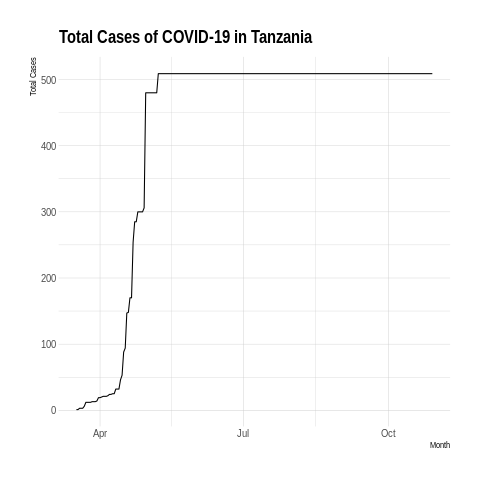 Total Cases of COVID-19 in Tanzania
Total Cases
500
400
300
200
100
0
Apr
Jul
Oct
Month